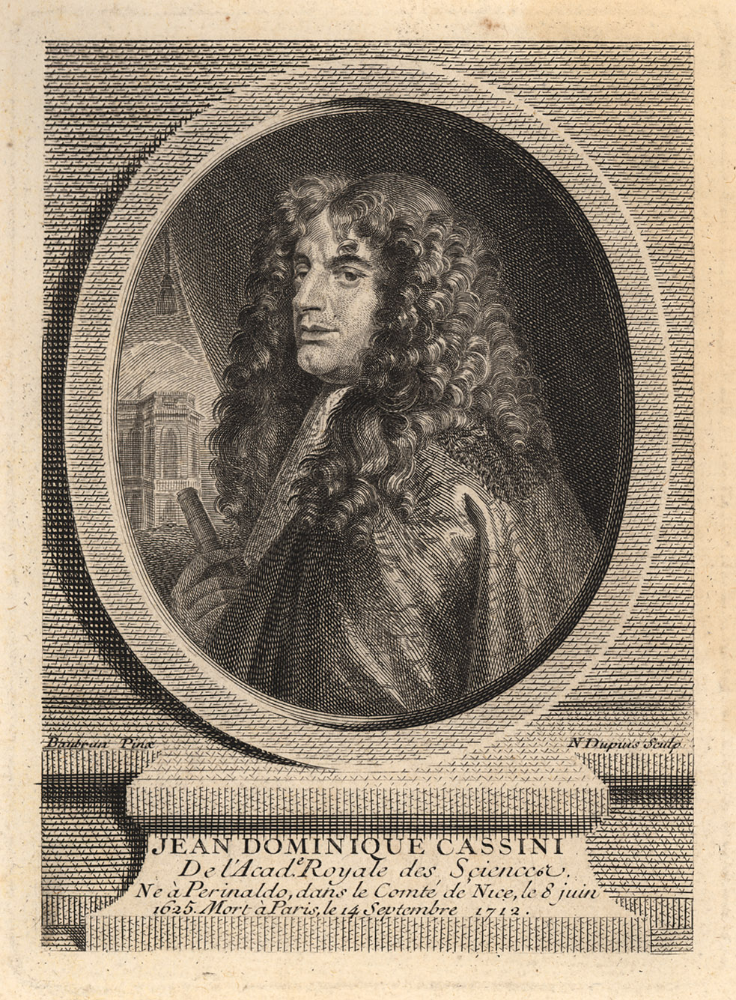 Baubrun Pinx
N Dupuis Sculp
JEAN DOMINIQUE CASSINI
De l'Acad.e Royale des Sciences &c.
Ne à Perinaldo, dans le Comté de Nice, le 8 juin
1625. Mort a Paris, le 14 Septembre 1712.